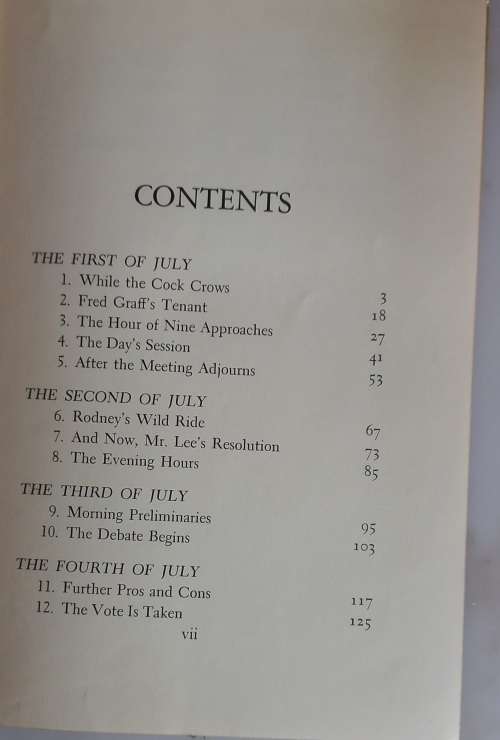 CONTENTS
THE FIRST OF JULY
1. While the Cock Crows 3
2. Fred Graff's Tenant 18
3. The Hour of Nine Approaches 27
4. The Day's Session 41
5. After the Meeting Adjourns 53
THE SECOND OF JULY
6. Rodney's Wild Ride 67
7. And Now, Mr. Lee's Resolution 73
8. The Evening Hours 85
THE THIRD OF JULY
9. Morning Preliminaries 95
10. The Debate Begins 103
THE FOURTH OF JULY
11. Further Pros and Cons 117
12. The Vote Is Taken 125
vii